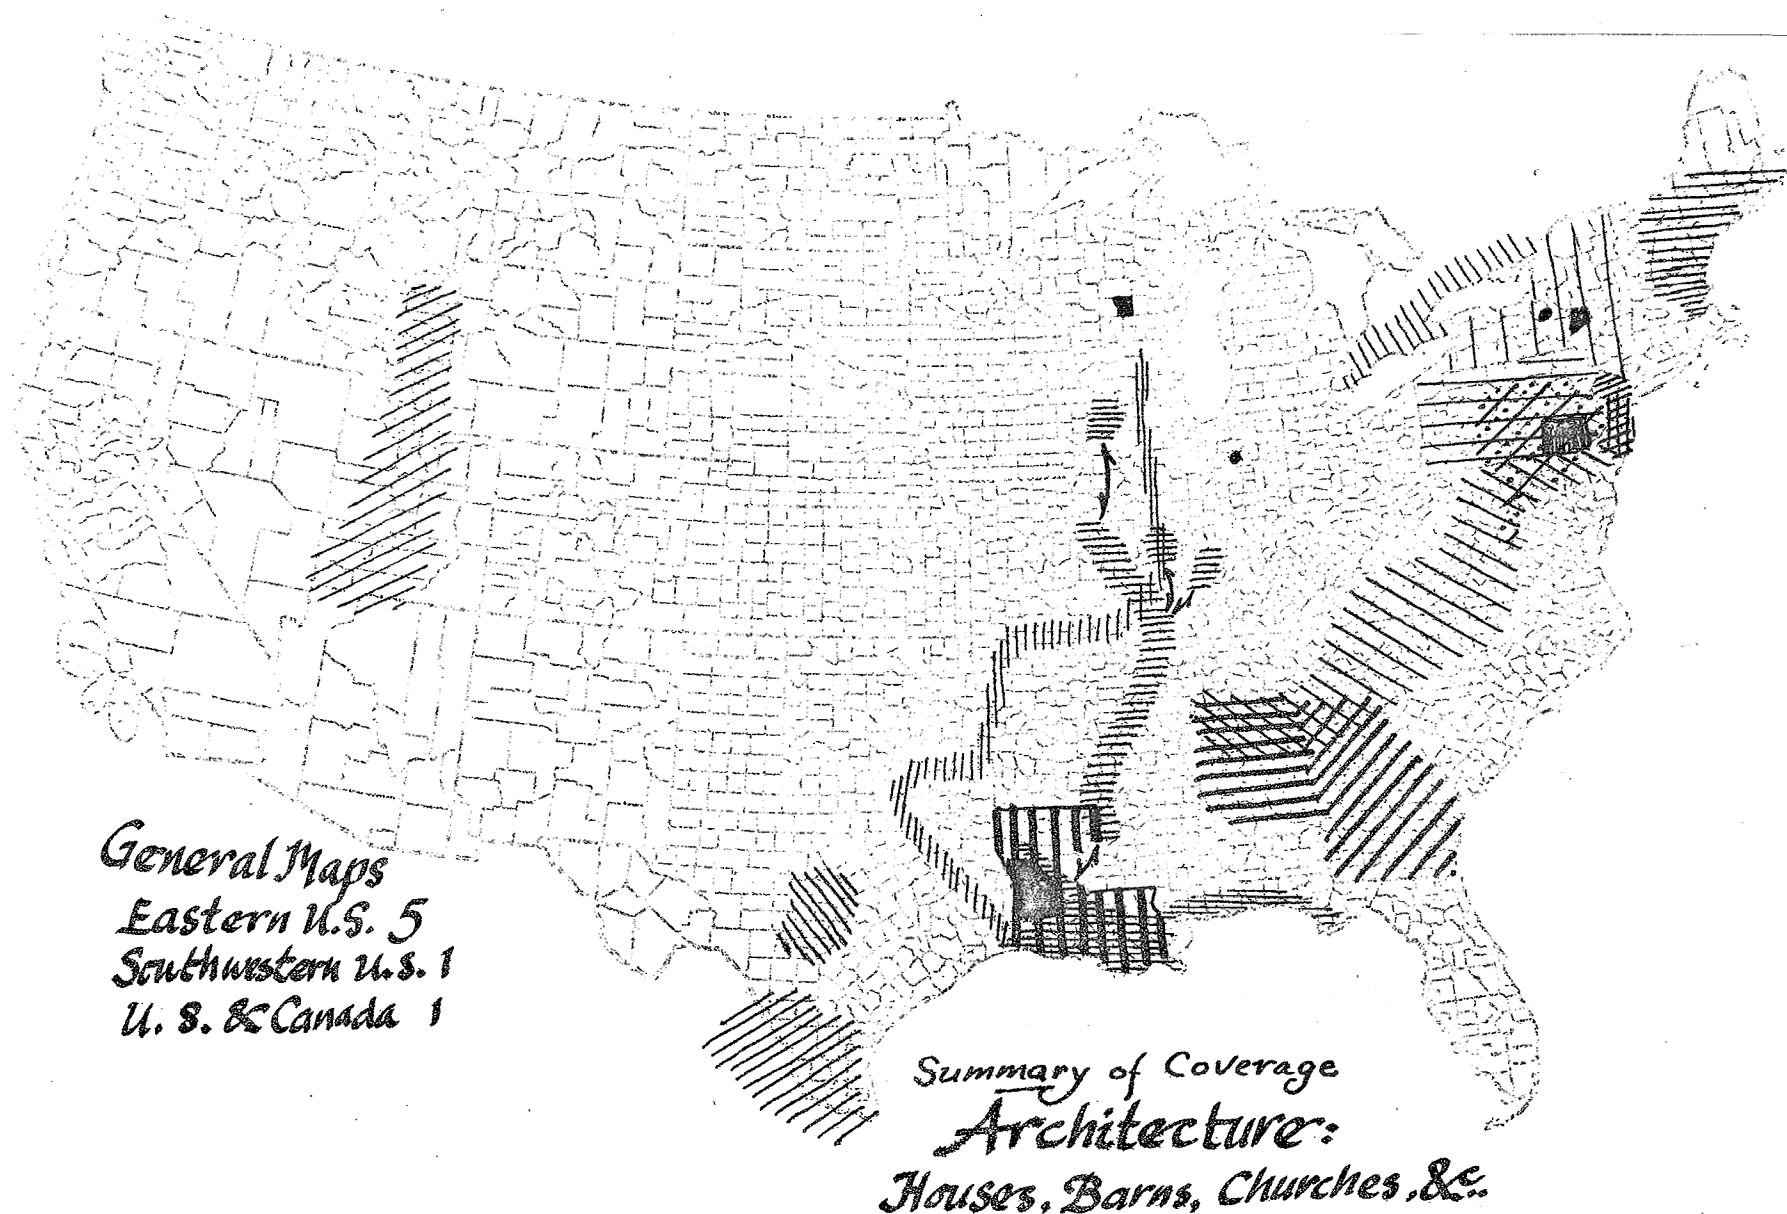 General Maps
Eastern U.S. 5
Southwestern U.S. 1
U. S. & Canada 1
Summary of Coverage
Architecture:
Houses, Barns, Churches, &c.